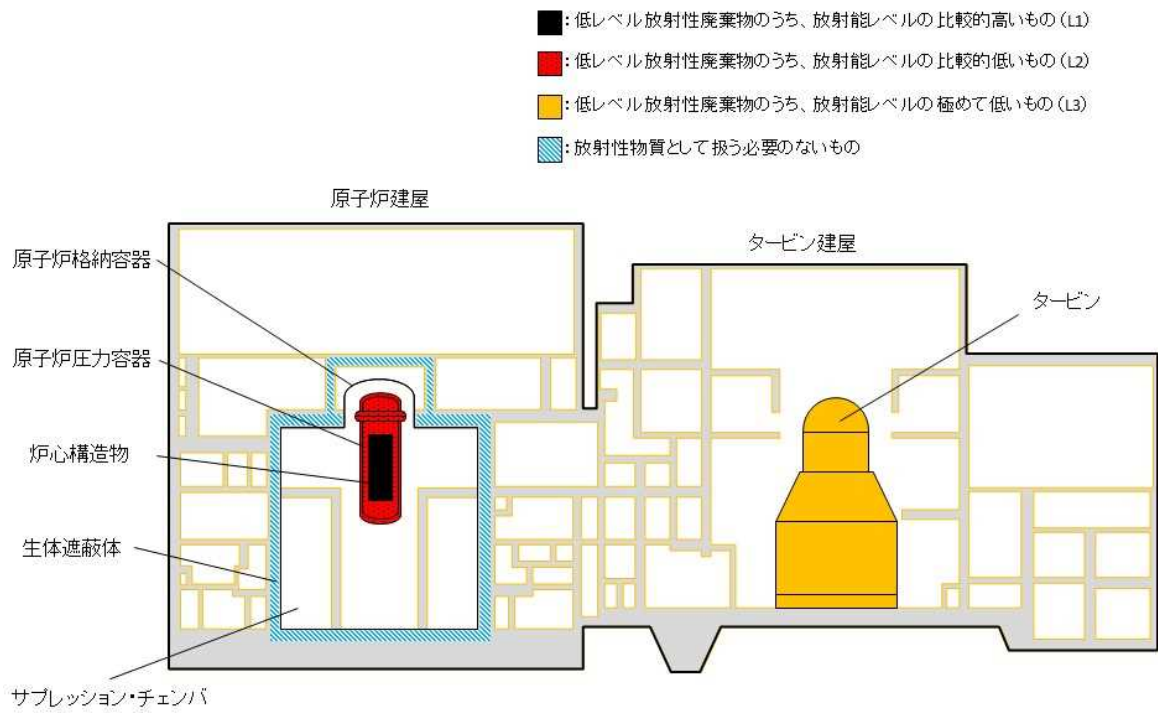 ：低レベル放射性廃棄物のうち、放射能レベルの比較的高いもの（L1）
：低レベル放射性廃棄物のうち、放射能レベルの比較的低いもの（L2）
：低レベル放射性廃棄物のうち、放射能レベルの極めて低いもの（L3）
：放射性物質として扱う必要のないもの
原子炉建屋
タービン建屋
原子炉格納容器
タービン
原子炉圧力容器
炉心構造物
生体遮蔽体
サプレッション・チェンバ